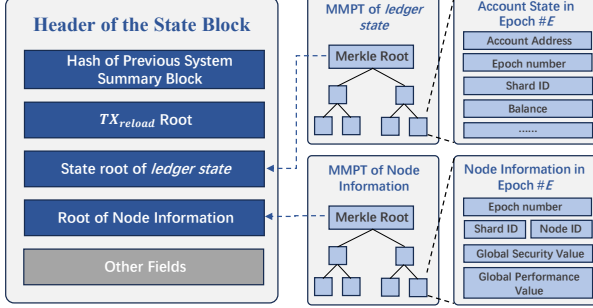 Header of the State Block
Hash of Previous System
Summary Block
TX_reload Root
State root of ledger state
Root of Node Information
Other Fields
MMPT of ledger
state
Merkle Root
MMPT of Node
Information
Merkle Root
Account State in
Epoch #E
Account Address
Epoch number
Shard ID
Balance
......
Node Information in
Epoch #E
Epoch number
Shard ID Node ID
Global Security Value
Global Performance
Value